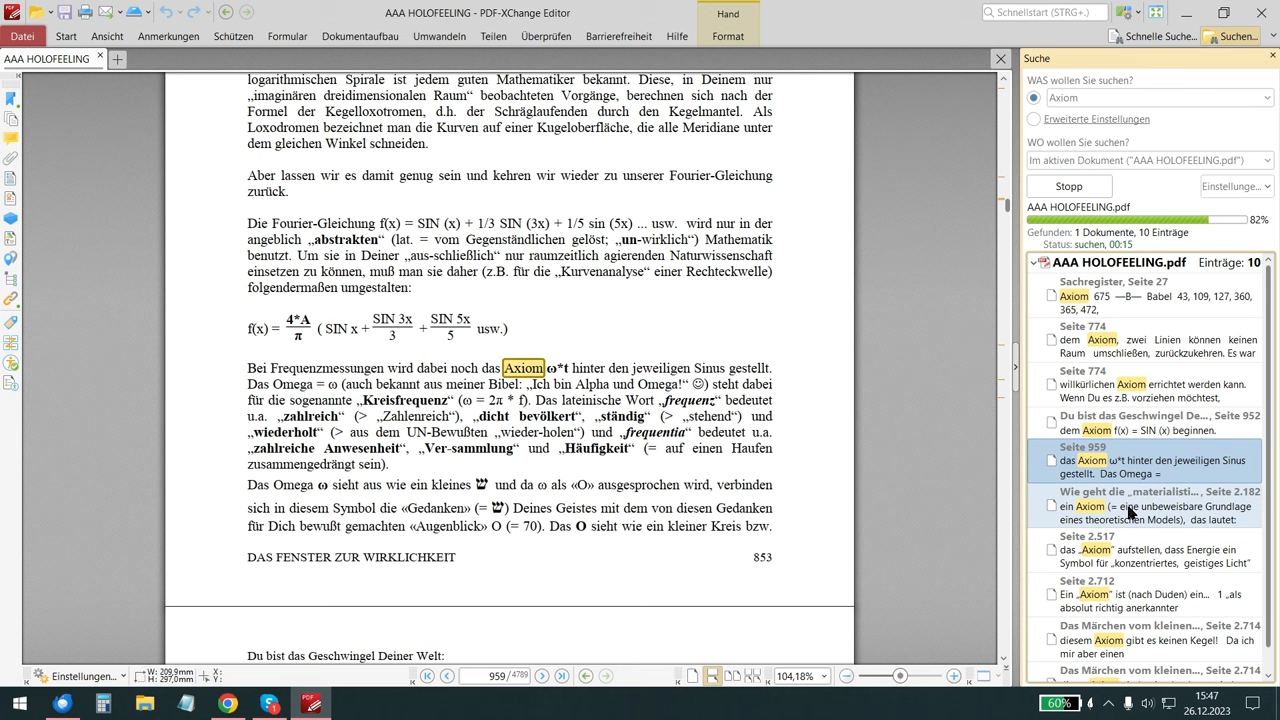 AAA HOLOFEELING - PDF-XChange Editor
Hand
Schnellstart (STRG+.)
Datei Start Ansicht Anmerkungen Schützen Formular Dokumentaufbau Umwandeln Teilen Überprüfen Barrierefreiheit Hilfe Format
Schnelle Suche... Suchen...
AAA HOLOFEELING
logarithmischen Spirale ist jedem guten Mathematiker bekannt. Diese, in Deinem nur
„imaginären dreidimensionalen Raum“ beobachteten Vorgänge, berechnen sich nach der
Formel der Kegelloxotromen, d.h. der Schräglaufenden durch den Kegelmantel. Als
Loxodromen bezeichnet man die Kurven auf einer Kugeloberfläche, die alle Meridiane unter
dem gleichen Winkel schneiden.
Aber lassen wir es damit genug sein und kehren wir wieder zu unserer Fourier-Gleichung
zurück.
Die Fourier-Gleichung f(x) = SIN (x) + 1/3 SIN (3x) + 1/5 sin (5x) ... usw. wird nur in der
angeblich „abstrakten“ (lat. = vom Gegenständlichen gelöst; „un-wirklich“) Mathematik
benutzt. Um sie in Deiner „aus-schließlich“ nur raumzeitlich agierenden Naturwissenschaft
einsetzen zu können, muß man sie daher (z.B. für die „Kurvenanalyse“ einer Rechteckwelle)
folgendermaßen umgestalten:
f(x) = 4*A/π ( SIN x + SIN 3x/3 + SIN 5x/5 usw.)
Bei Frequenzmessungen wird dabei noch das Axiom ω*t hinter den jeweiligen Sinus gestellt.
Das Omega = ω (auch bekannt aus meiner Bibel: „Ich bin Alpha und Omega!“ ☺) steht dabei
für die sogenannte „Kreisfrequenz“ (ω = 2π * f). Das lateinische Wort „frequenz“ bedeutet
u.a. „zahlreich“ (> „Zahlenreich“), „dicht bevölkert“, „ständig“ (> „stehend“) und
„wiederholt“ (> aus dem UN-Bewußten „wieder-holen“) und „frequentia“ bedeutet u.a.
„zahlreiche Anwesenheit“, „Ver-sammlung“ und „Häufigkeit“ (= auf einen Haufen
zusammengedrängt sein).
Das Omega ω sieht aus wie ein kleines ש und da ω als «O» ausgesprochen wird, verbinden
sich in diesem Symbol die «Gedanken» (= ש) Deines Geistes mit dem von diesen Gedanken
für Dich bewußt gemachten «Augenblick» O (= 70). Das O sieht wie ein kleiner Kreis bzw.
DAS FENSTER ZUR WIRKLICHKEIT 853
Du bist das Geschwingel Deiner Welt:
Suche
WAS wollen Sie suchen?
Axiom
Erweiterte Einstellungen
WO wollen Sie suchen?
Im aktiven Dokument ("AAA HOLOFEELING.pdf")
Stopp Einstellunge...
AAA HOLOFEELING.pdf
82%
Gefunden: 1 Dokumente, 10 Einträge
Status: suchen, 00:15
AAA HOLOFEELING.pdf Einträge: 10
Sachregister, Seite 27
Axiom 675 —B— Babel 43, 109, 127, 360,
365, 472,
Seite 774
dem Axiom, zwei Linien können keinen
Raum umschließen, zurückzukehren. Es war
Seite 774
willkürlichen Axiom errichtet werden kann.
Wenn Du es z.B. vorziehen möchtest,
Du bist das Geschwingel De..., Seite 952
dem Axiom f(x) = SIN (x) beginnen.
Seite 959
das Axiom ω*t hinter den jeweiligen Sinus
gestellt. Das Omega =
Wie geht die „materialisti..., Seite 2.182
ein Axiom (= eine unbeweisbare Grundlage
eines theoretischen Models), das lautet:
Seite 2.517
das „Axiom“ aufstellen, dass Energie ein
Symbol für „konzentriertes, geistiges Licht“
Seite 2.712
Ein „Axiom“ ist (nach Duden) ein... 1 „als
absolut richtig anerkannter
Das Märchen vom kleinen..., Seite 2.714
diesem Axiom gibt es keinen Kegel! Da ich
mir aber einen
Das Märchen vom kleinen..., Seite 2.714
Einstellungen... W: 209,9mm H: 297,0mm X: Y: 959 / 4789 104,18%
60% 15:47
26.12.2023